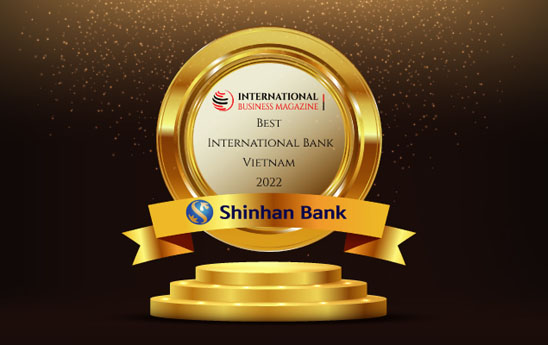 INTERNATIONAL
BUSINESS MAGAZINE
BEST
INTERNATIONAL BANK
VIETNAM
2022
Shinhan Bank